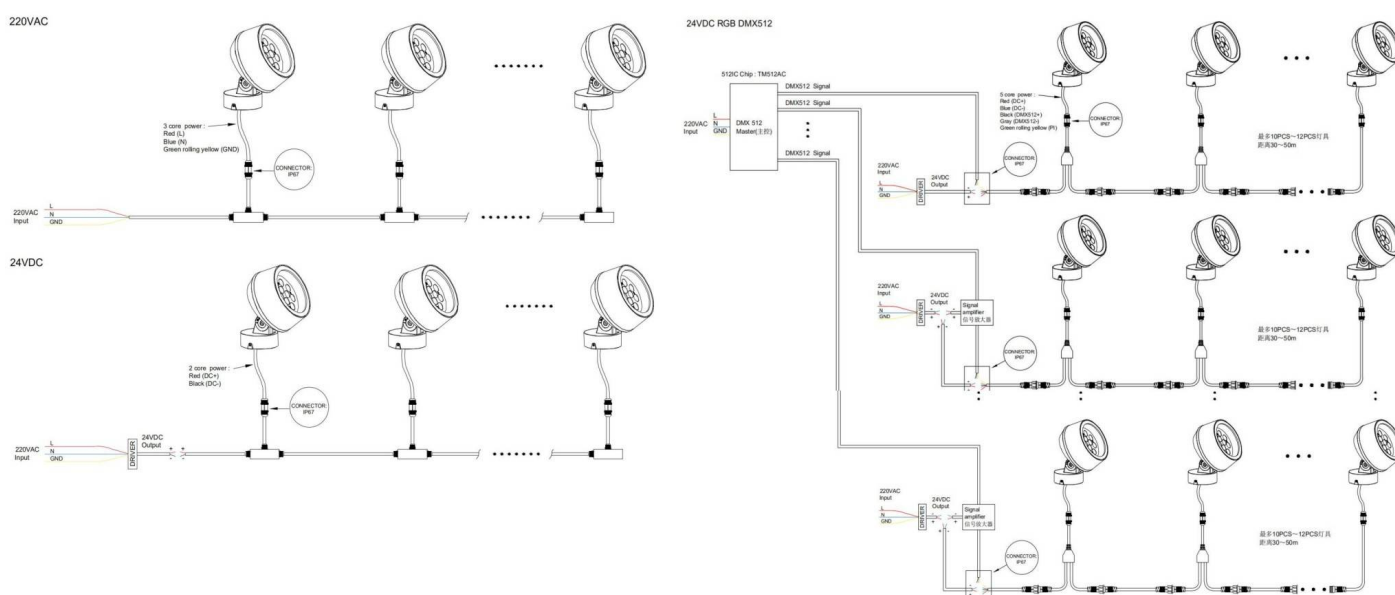 220VAC
3 core power :
Red (L)
Blue (N)
Green rolling yellow (GND)
CONNECTOR:
IP67
220VAC
Input
L
N
GND
24VDC
2 core power :
Red (DC+)
Black (DC-)
CONNECTOR:
IP67
220VAC
Input
L
N
GND
DRIVER
24VDC
Output
+ +
- -
24VDC RGB DMX512
512IC Chip : TM512AC
220VAC
Input
L
N
GND
DMX 512
Master(主控)
DMX512 Signal
DMX512 Signal
DMX512 Signal
5 core power :
Red (DC+)
Blue (DC-)
Black (DMX512+)
Gray (DMX512-)
Green rolling yellow (PI)
CONNECTOR:
IP67
CONNECTOR:
IP67
220VAC
Input
L
N
GND
DRIVER
24VDC
Output
最多10PCS～12PCS灯具
距离30～50m
220VAC
Input
L
N
GND
DRIVER
24VDC
Output
Signal
amplifier
信号放大器
CONNECTOR:
IP67
最多10PCS～12PCS灯具
距离30～50m
220VAC
Input
L
N
GND
DRIVER
24VDC
Output
Signal
amplifier
信号放大器
CONNECTOR:
IP67
最多10PCS～12PCS灯具
距离30～50m